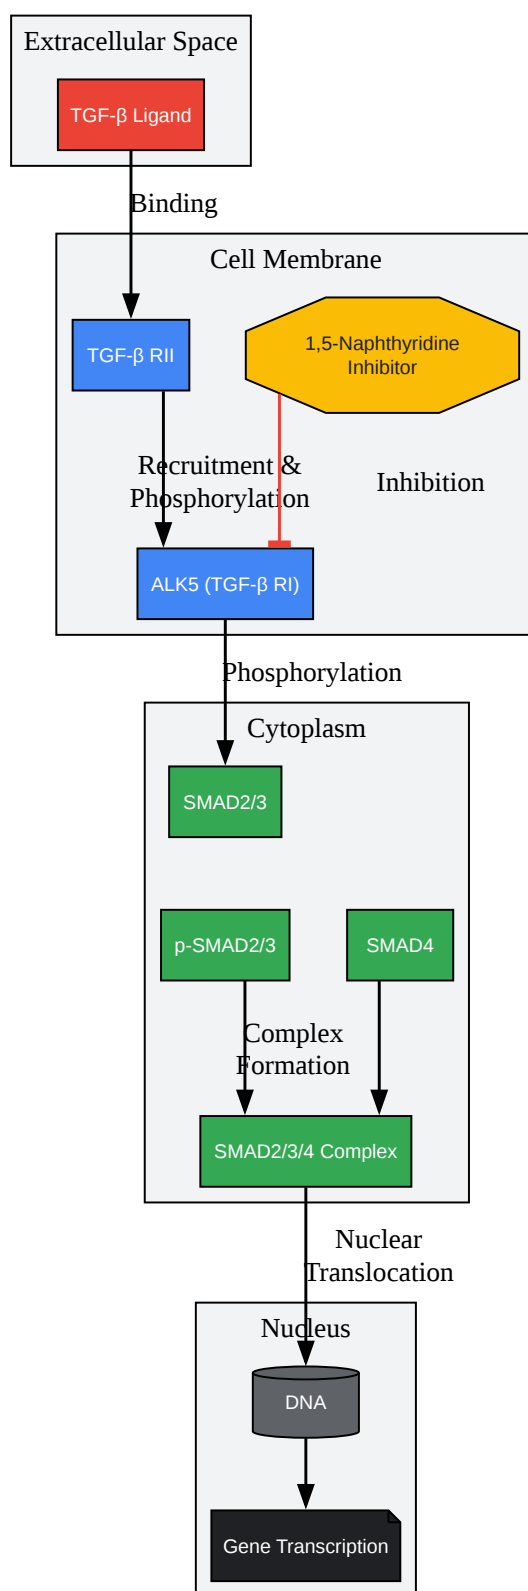 Extracellular Space
TGF-β Ligand
Binding
Cell Membrane
TGF-β RII
1,5-Naphthyridine
Inhibitor
Recruitment &
Phosphorylation
Inhibition
ALK5 (TGF-β RI)
Phosphorylation
Cytoplasm
SMAD2/3
p-SMAD2/3
SMAD4
Complex
Formation
SMAD2/3/4 Complex
Nuclear
Translocation
Nucleus
DNA
Gene Transcription